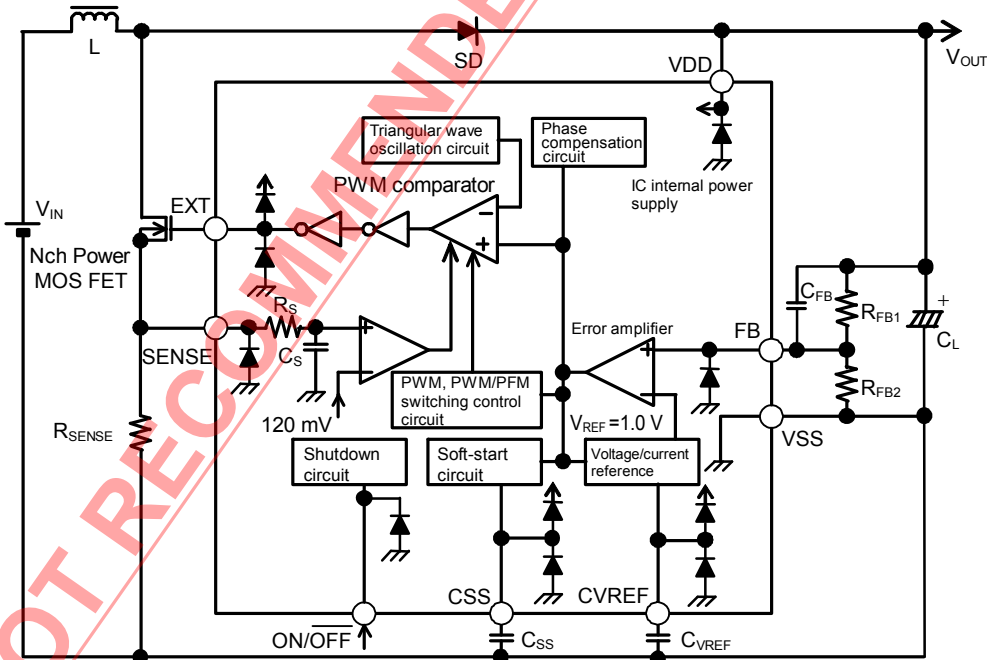 L
SD
VOUT
VDD
Triangular wave
oscillation circuit
Phase
compensation
circuit
PWM comparator
IC internal power
supply
VIN
EXT
−
+
Nch Power
MOS FET
RS
CFB
RFB1
+
CL
SENSE
CS
+
−
Error amplifier
+
−
FB
RFB2
PWM, PWM/PFM
switching control
circuit
120 mV
VREF=1.0 V
VSS
RSENSE
Shutdown
circuit
Soft-start
circuit
Voltage/current
reference
CSS
CVREF
ON/OFF
CSS
CVREF
OT RECOMMENDE